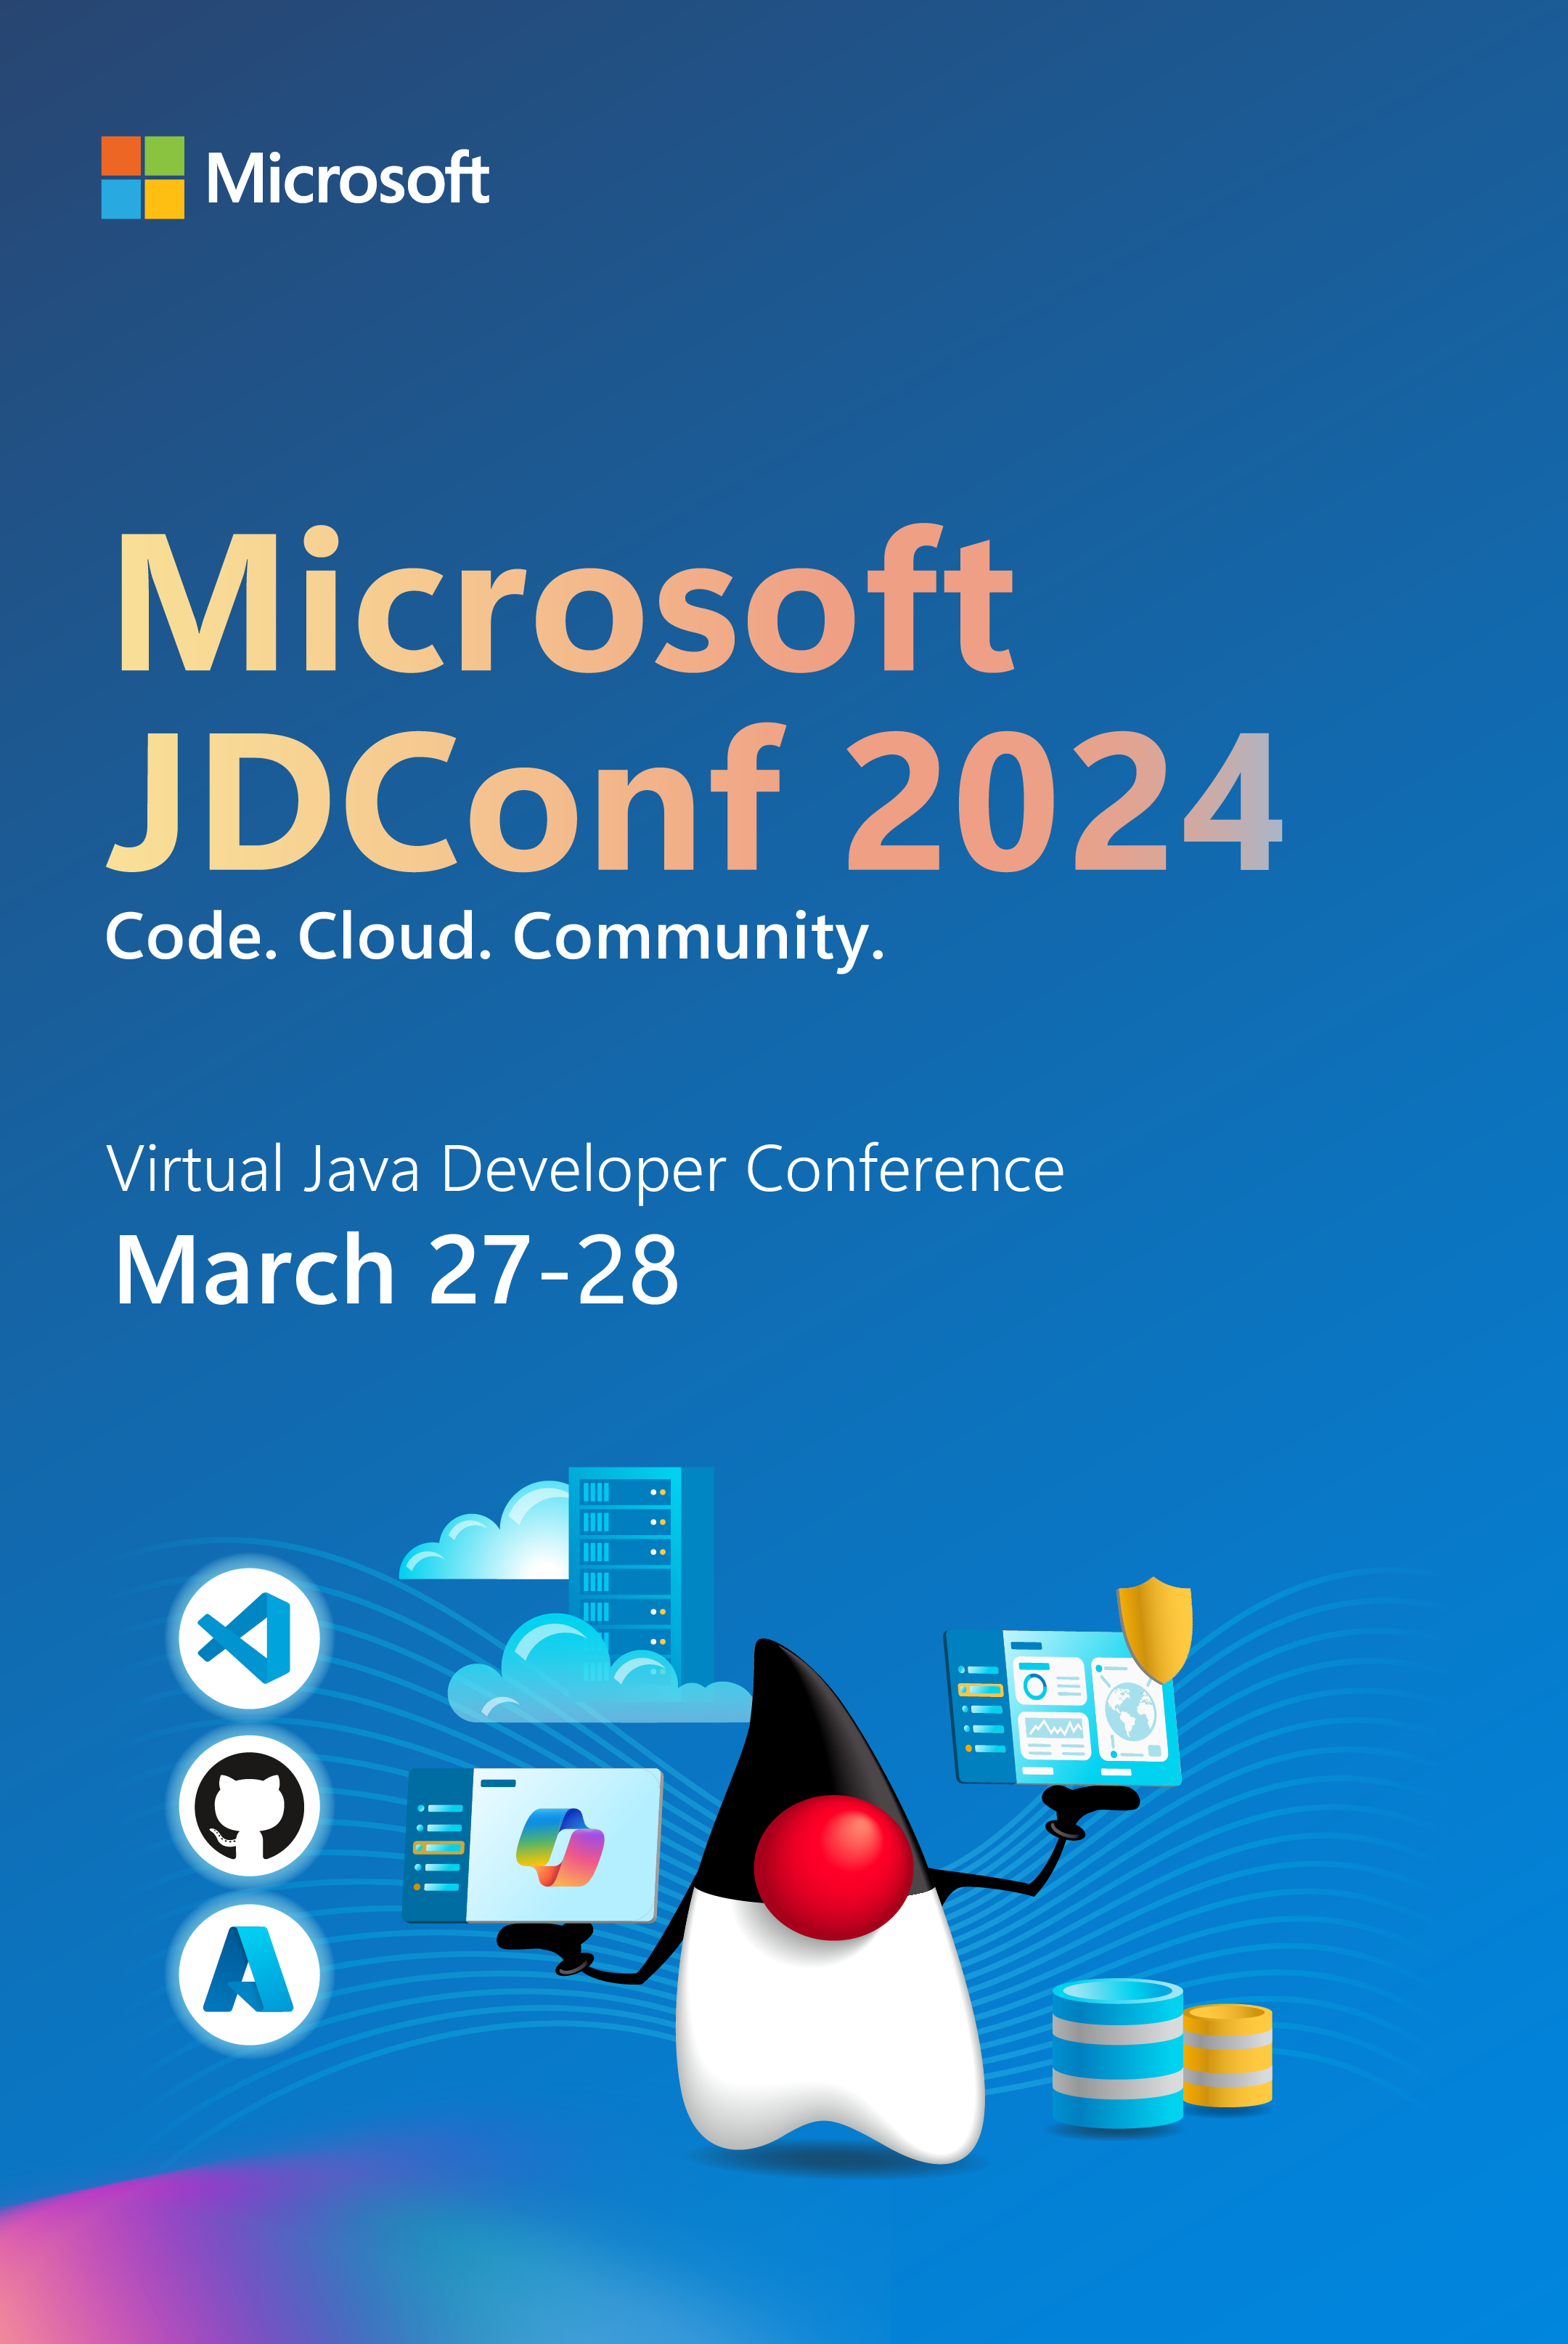 Microsoft
Microsoft
JDConf 2024
Code. Cloud. Community.
Virtual Java Developer Conference
March 27-28